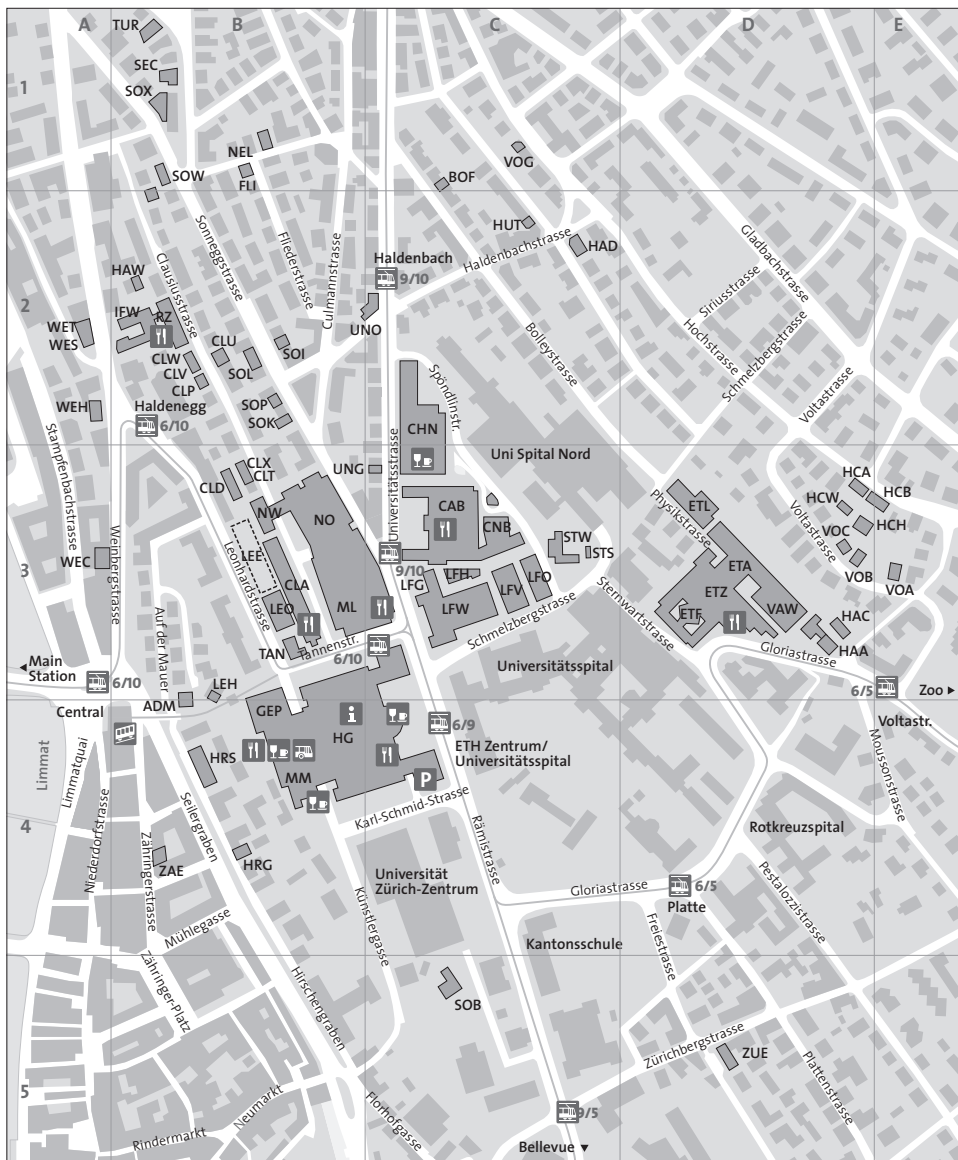 A
B
C
D
E
TUR
SEC
1
SOX
NEL
VOG
SOW
FLI
BOF
HUT
HAD
Haldenbachstrasse
Gladbachstrasse
Sonneggstrasse
Fliederstrasse
Culmannstrasse
Haldenbach
9/10
Clausiusstrasse
HAW
2
IFW
RZ
UNO
Siriusstrasse
Hochstrasse
Schmelzbergstrasse
Bolleystrasse
WET
WES
CLW
CLU
SOI
CLV
SOL
CLP
Spöndlinstr.
Voltastrasse
WEH
Haldenegg
6/10
SOP
SOK
CHN
Stampfenbachstrasse
Universitätsstrasse
Uni Spital Nord
UNG
CLX
CLT
CLD
HCA
HCB
HCW
HCH
VOC
VOB
VOA
Voltastrasse
NW
NO
CAB
CNB
ETL
Physikstrasse
STW
STS
3
LEE
WEC
Weinbergstrasse
Leonhardstrasse
CLA
9/10
LFG
LFH
LFO
LFV
LFW
ETA
ETZ
ETF
VAW
HAC
HAA
LEO
ML
Auf der Mauer
TAN
Tannenstr.
6/10
Schmelzbergstrasse
Sternwartstrasse
Universitätsspital
Gloriastrasse
Main
Station
6/10
6/5
Zoo
Central
ADM
LEH
GEP
HG
6/9
Voltastr.
Limmat
Limmatquai
HRS
MM
P
ETH Zentrum/
Universitätsspital
Moussonstrasse
Karl-Schmid-Strasse
4
Niederdorfstrasse
Zähringerstrasse
Seilergraben
ZAE
HRG
Rämistrasse
Rotkreuzspital
Universität
Zürich-Zentrum
Künstlergasse
Gloriastrasse
6/5
Platte
Pestalozzistrasse
Mühlegasse
Kantonsschule
Freiestrasse
Zähringer-Platz
Hirschengraben
SOB
Zürichbergstrasse
ZUE
Plattenstrasse
5
Neumarkt
Rindermarkt
Florhofgasse
9/5
Bellevue